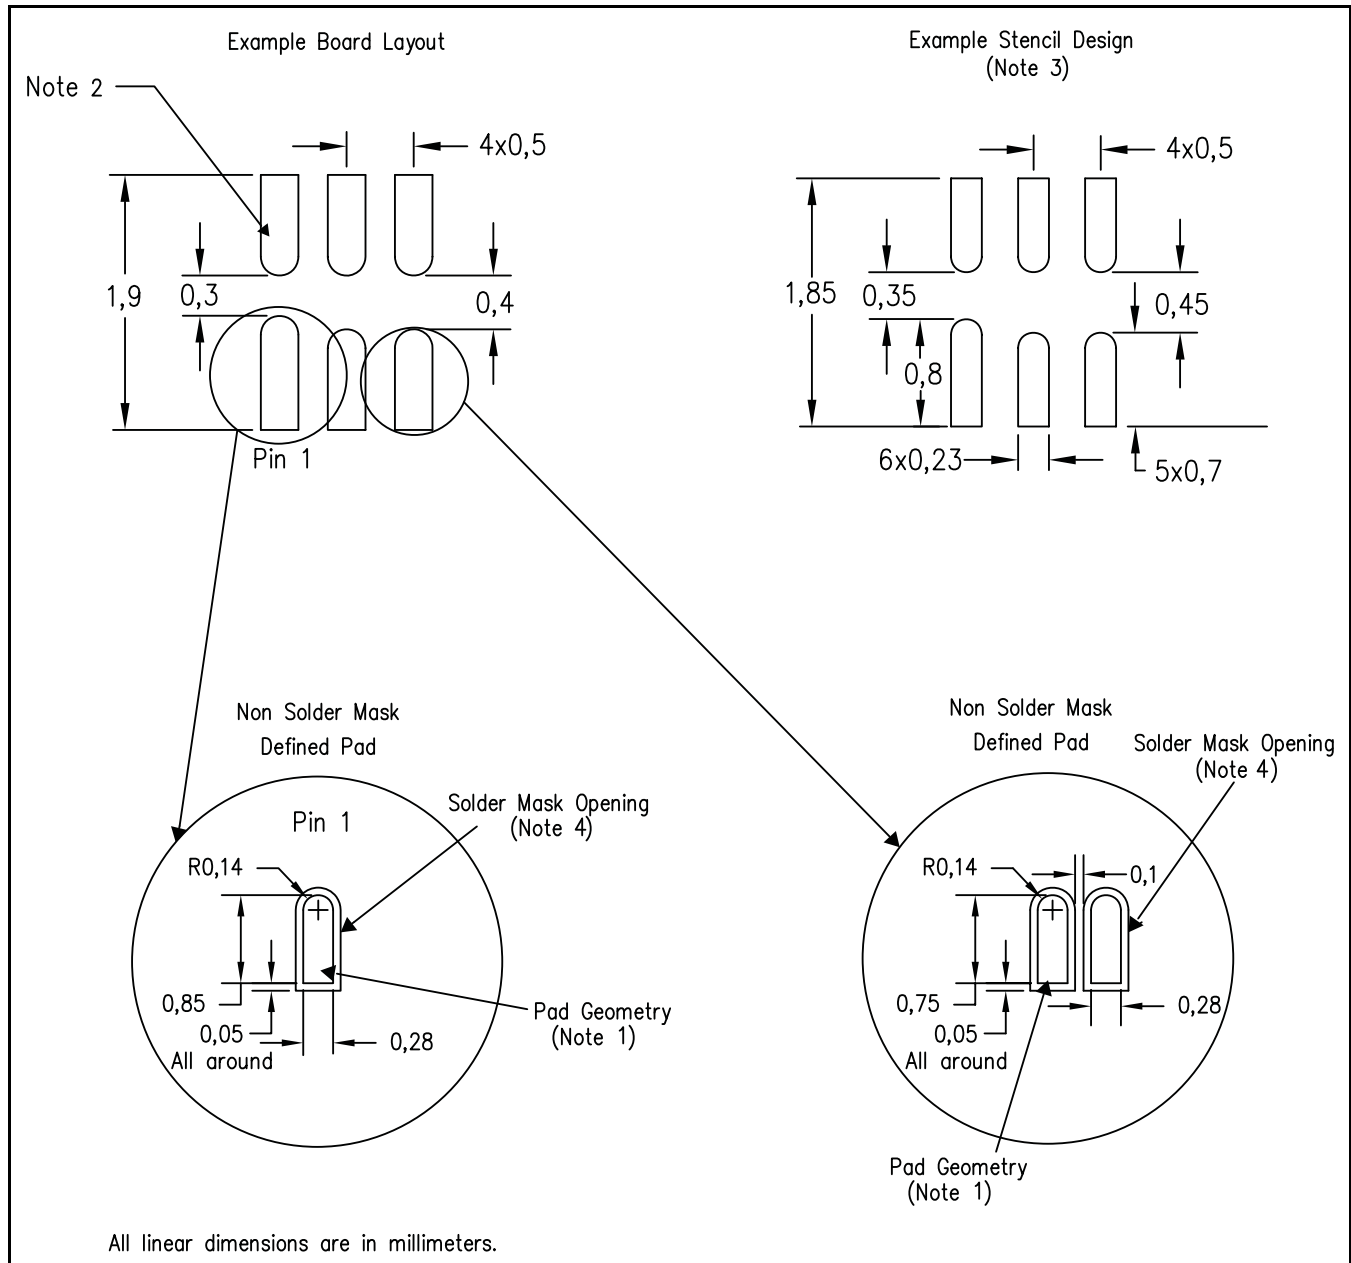 Example Board Layout
Example Stencil Design
(Note 3)
Note 2
4x0,5
4x0,5
1,9
0,3
0,4
1,85
0,35
0,45
0,8
Pin 1
6x0,23
5x0,7
Non Solder Mask
Defined Pad
Non Solder Mask
Defined Pad
Solder Mask Opening
(Note 4)
Solder Mask Opening
(Note 4)
Pin 1
R0,14
R0,14
0,1
0,85
0,05
All around
0,28
Pad Geometry
(Note 1)
0,75
0,05
All around
0,28
Pad Geometry
(Note 1)
All linear dimensions are in millimeters.